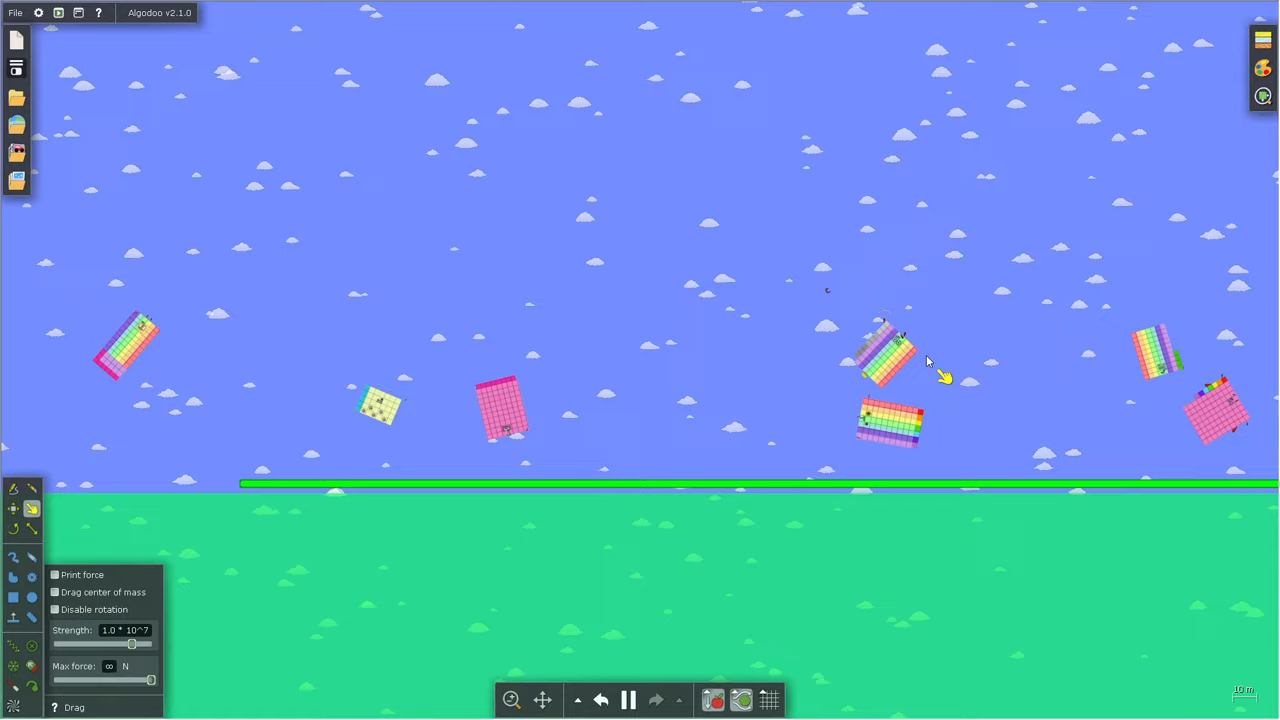 File ? Algodoo v2.1.0
Print force
Drag center of mass
Disable rotation
Strength: 1.0 * 10^7
Max force: ∞ N
? Drag
10 m